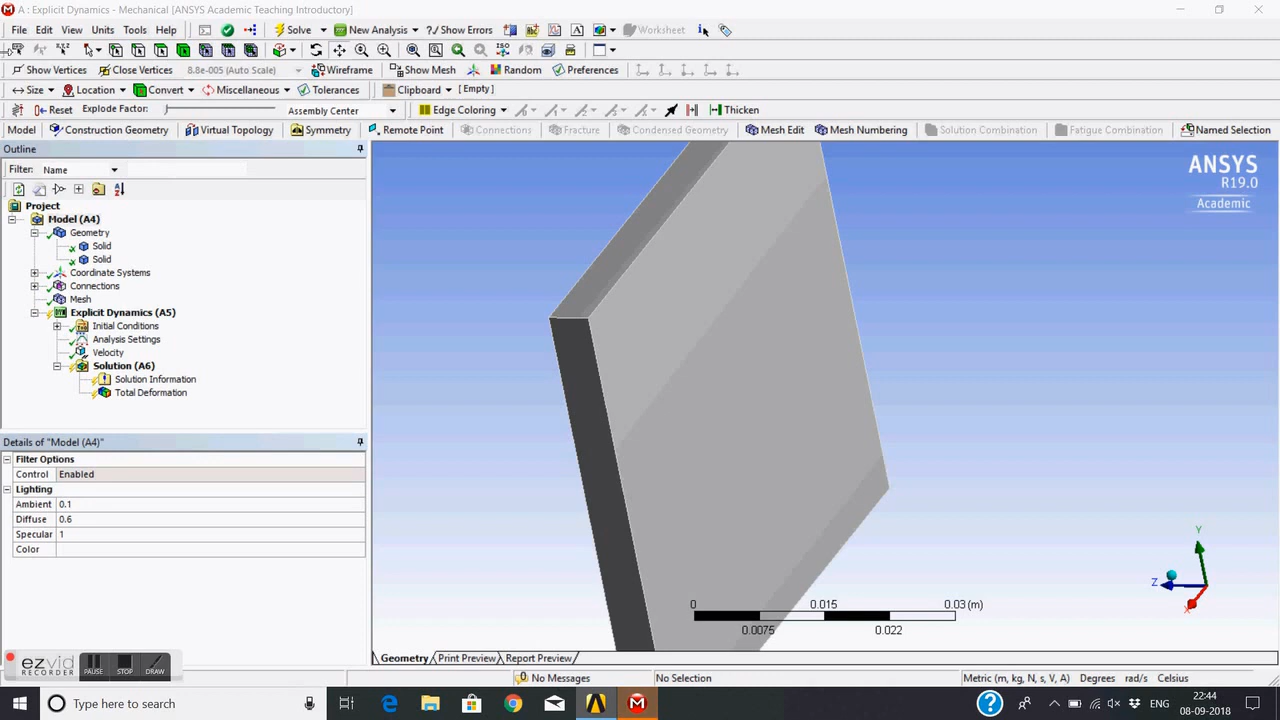 A : Explicit Dynamics - Mechanical [ANSYS Academic Teaching Introductory]
File Edit View Units Tools Help Solve New Analysis ?/ Show Errors Worksheet
Show Vertices Close Vertices 8.8e-005 (Auto Scale) Wireframe Show Mesh Random Preferences
Size Location Convert Miscellaneous Tolerances Clipboard [ Empty ]
Reset Explode Factor: Assembly Center Edge Coloring Thicken
Model Construction Geometry Virtual Topology Symmetry Remote Point Connections Fracture Condensed Geometry Mesh Edit Mesh Numbering Solution Combination Fatigue Combination Named Selection
Outline
Filter: Name
Project
Model (A4)
Geometry
Solid
Solid
Coordinate Systems
Connections
Mesh
Explicit Dynamics (A5)
Initial Conditions
Analysis Settings
Velocity
Solution (A6)
Solution Information
Total Deformation
Details of "Model (A4)"
Filter Options
Control Enabled
Lighting
Ambient 0.1
Diffuse 0.6
Specular 1
Color
ANSYS
R19.0
Academic
Y
Z
X
0 0.015 0.03 (m)
0.0075 0.022
Geometry Print Preview Report Preview
ezvid
RECORDER
PAUSE STOP DRAW
0 No Messages No Selection Metric (m, kg, N, s, V, A) Degrees rad/s Celsius
Type here to search
ENG
22:44
08-09-2018